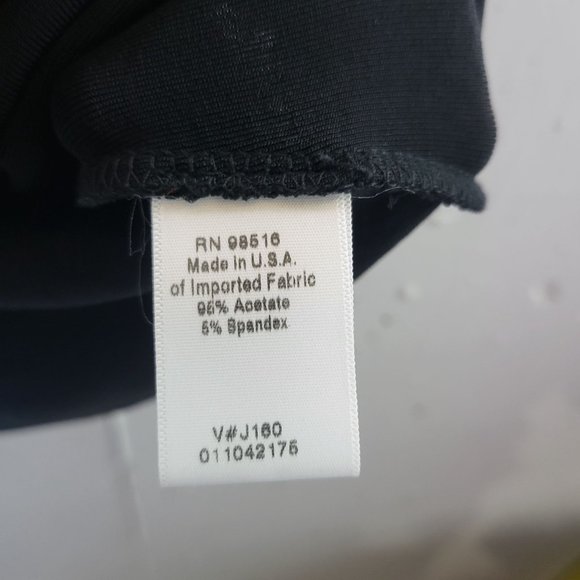 RN 98516
Made in U.S.A.
of Imported Fabric
95% Acetate
5% Spandex
V#J160
011042175